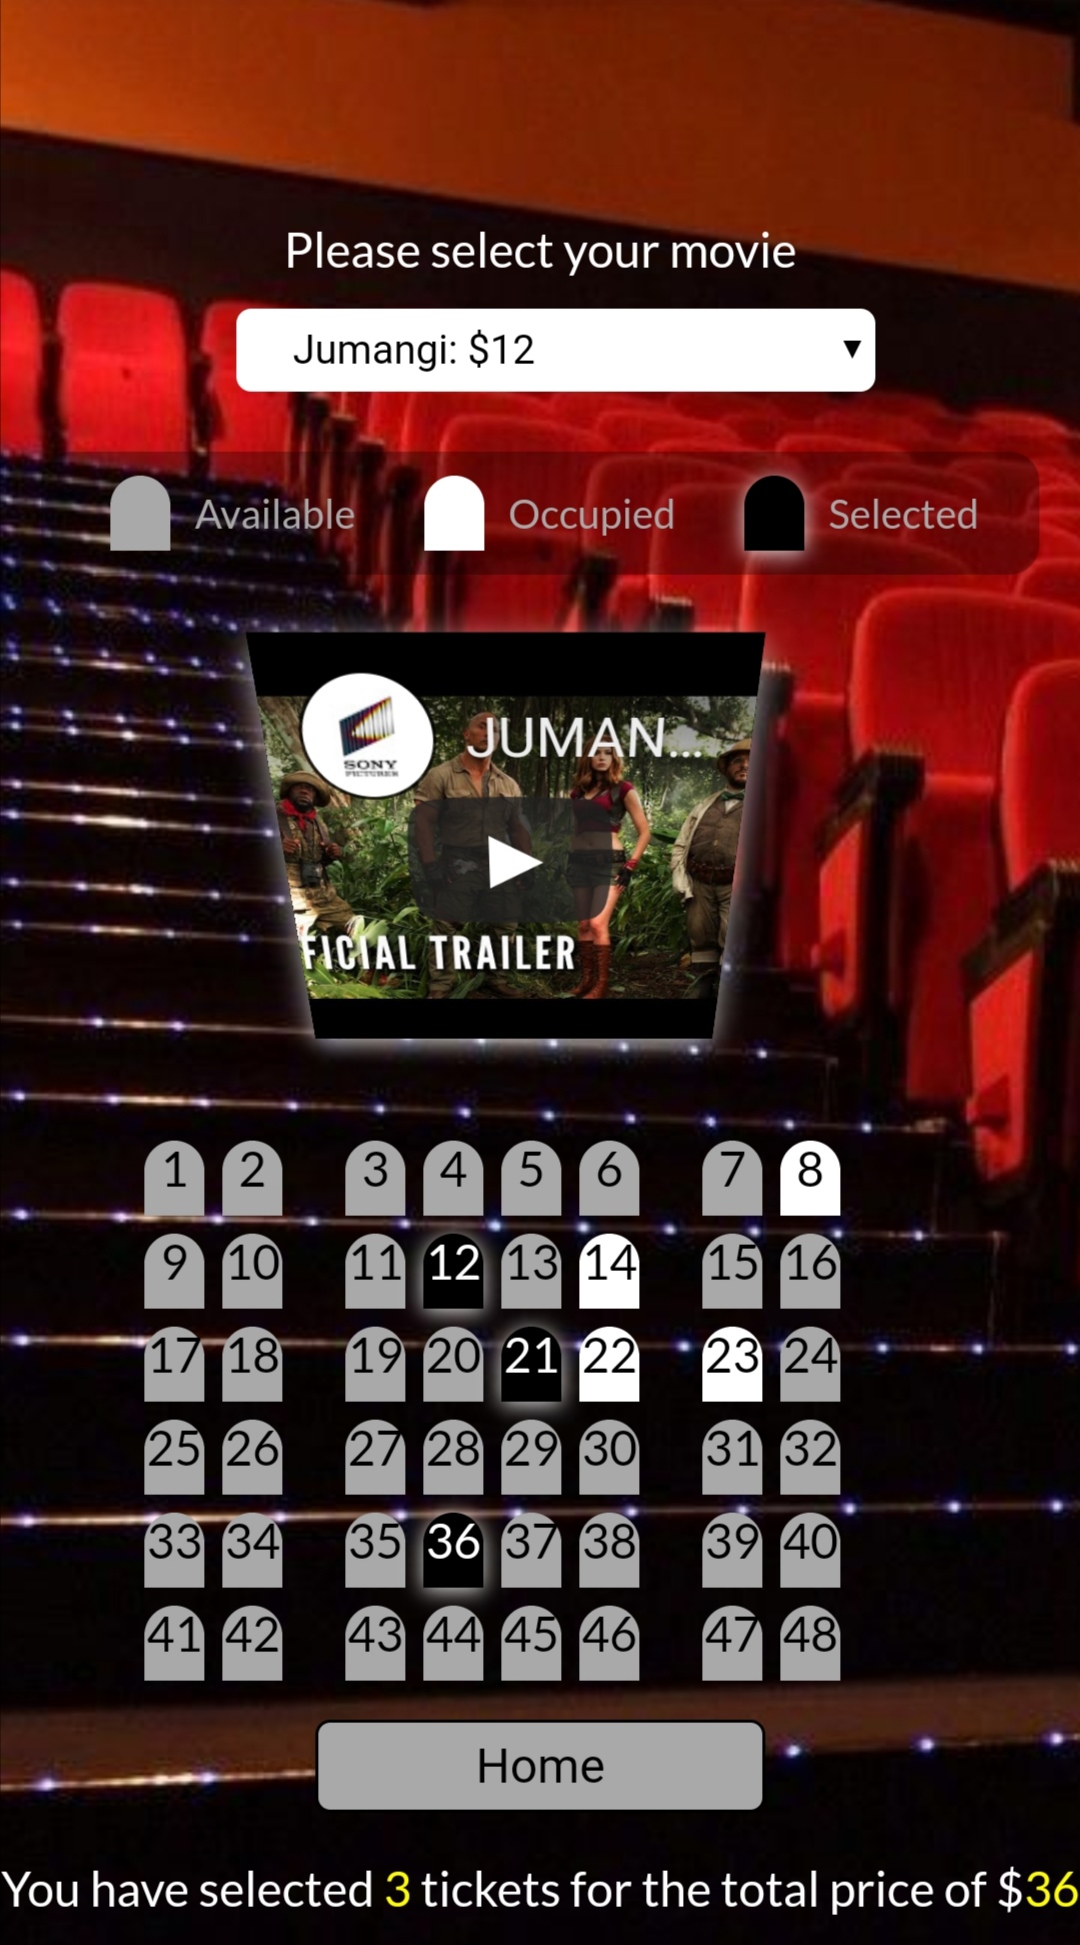 Please select your movie
Jumangi: $12 ▼
Available Occupied Selected
JUMAN...
SONY
PICTURES
FICIAL TRAILER
1 2 3 4 5 6 7 8
9 10 11 12 13 14 15 16
17 18 19 20 21 22 23 24
25 26 27 28 29 30 31 32
33 34 35 36 37 38 39 40
41 42 43 44 45 46 47 48
Home
You have selected 3 tickets for the total price of $36